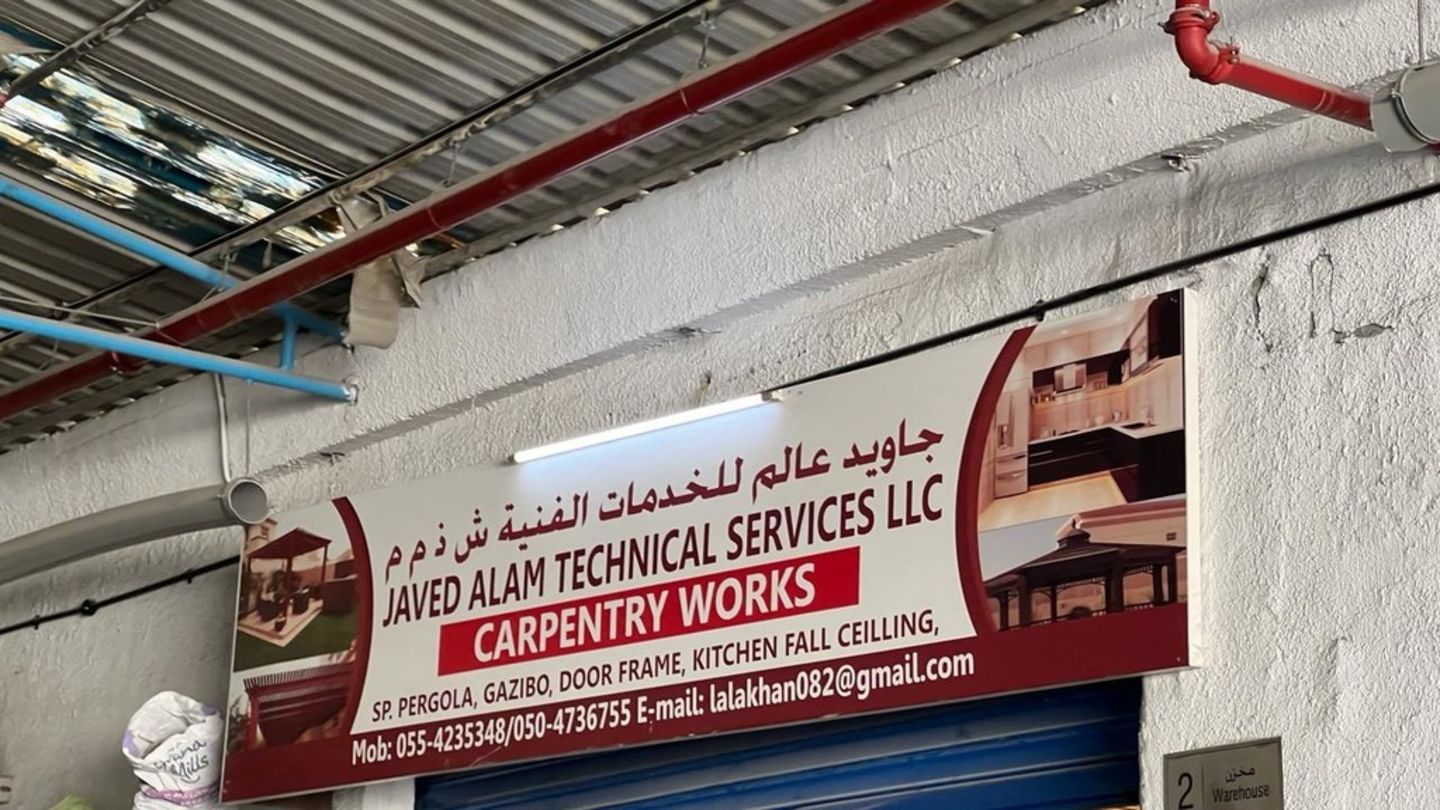 جاويد عالم للخدمات الفنية ش ذ م م
JAVED ALAM TECHNICAL SERVICES LLC
CARPENTRY WORKS
SP. PERGOLA, GAZIBO, DOOR FRAME, KITCHEN FALL CEILLING,
Mob: 055-4235348/050-4736755 E-mail: lalakhan082@gmail.com
Mills
2
مخزن
Warehouse